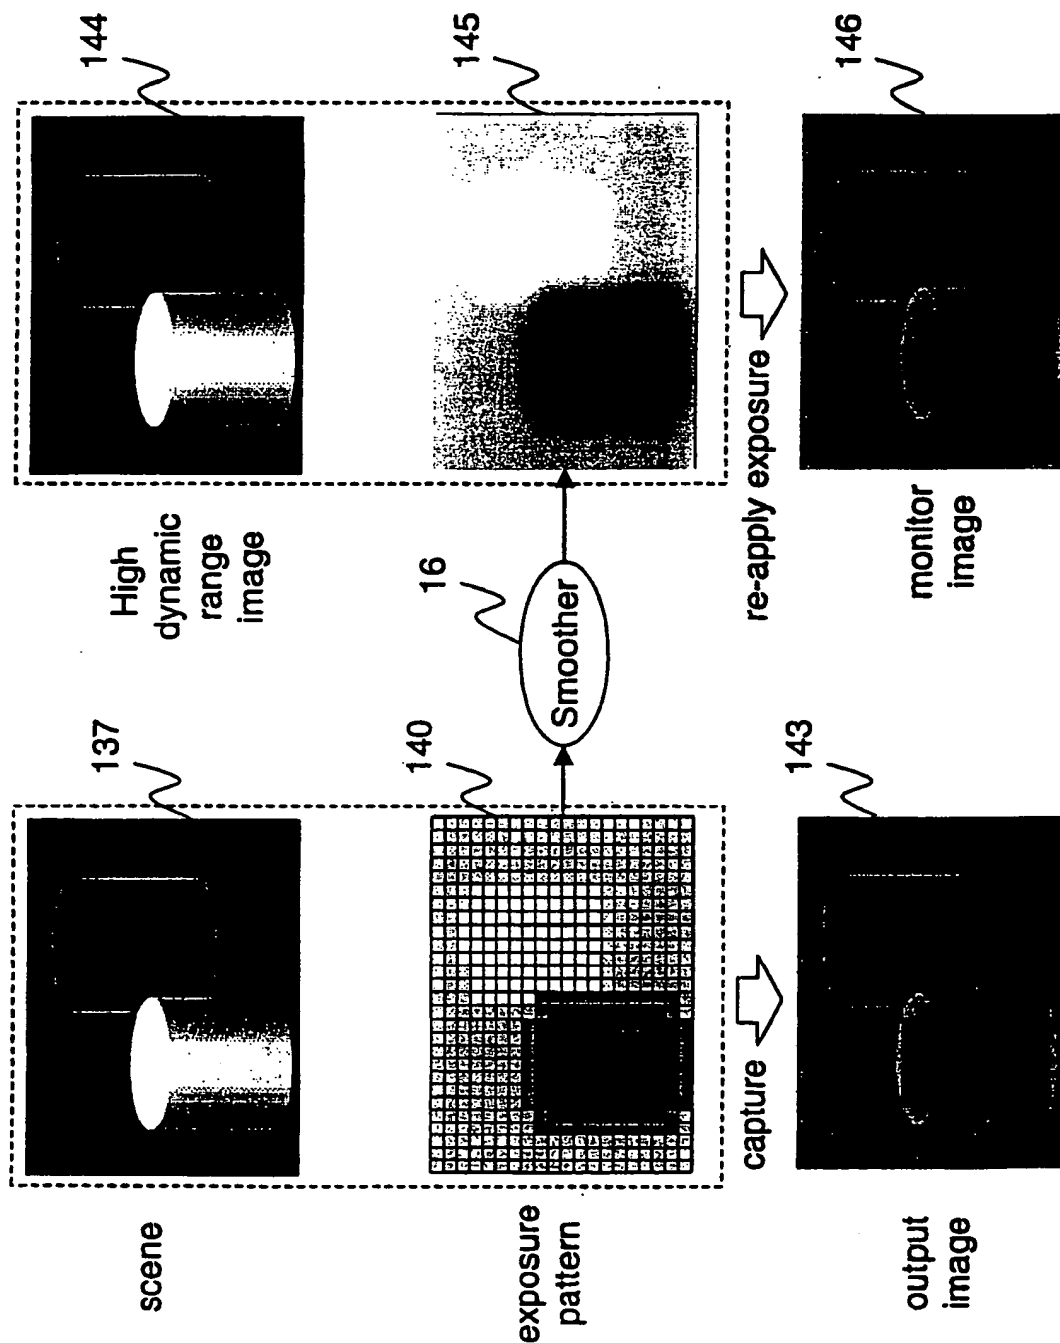 scene
137
High
dynamic
range
image
144
exposure
pattern
140
Smoother
16
145
capture
re-apply exposure
output
image
143
monitor
image
146